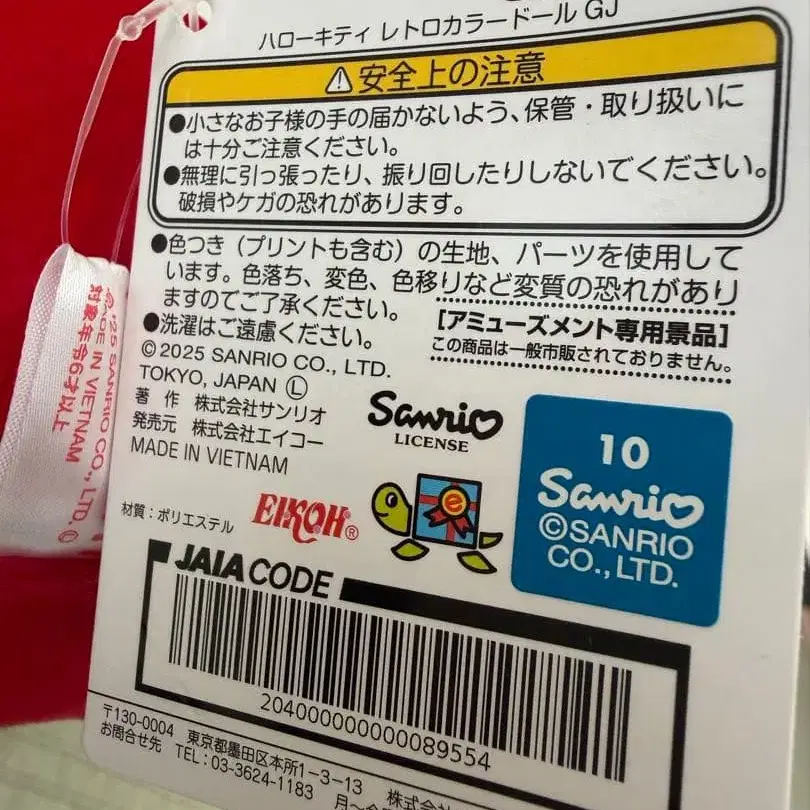 ハローキティ レトロカラードール GJ
⚠安全上の注意
●小さなお子様の手の届かないよう、保管・取り扱いに
は十分ご注意ください。
●無理に引っ張ったり、振り回したりしないでください。
破損やケガの恐れがあります。
●色つき（プリントも含む）の生地、パーツを使用して
います。色落ち、変色、色移りなど変質の恐れがあり
ますのでご了承ください。
●洗濯はご遠慮ください。
[アミューズメント専用景品]
この商品は一般市販されておりません。
©2025 SANRIO CO., LTD.
TOKYO, JAPAN Ⓛ
著 作 株式会社サンリオ
発売元 株式会社エイコー
MADE IN VIETNAM
Sanrio
LICENSE
10
Sanrio
©SANRIO
CO., LTD.
材質：ポリエステル
EIKOH®
e
JAIA CODE
2040000000000089554
〒130-0004 東京都墨田区本所1-3-13 株式会
お問合せ先 TEL：03-3624-1183 月～金
©'25 SANRIO CO., LTD. Ⓛ
MADE IN VIETNAM
対象年令6才以上